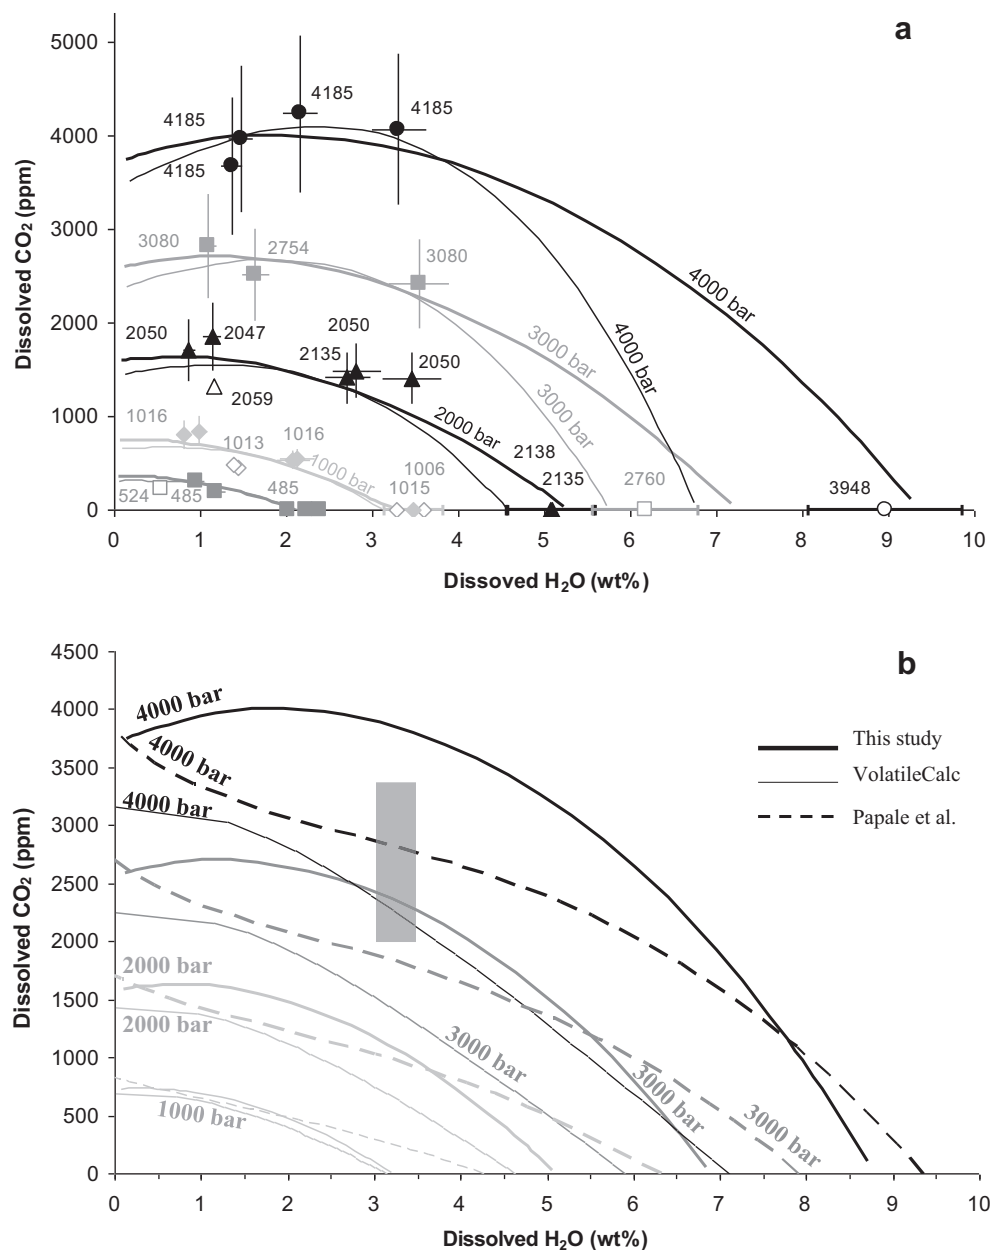 a
5000
4000
3000
2000
1000
0
Dissolved CO₂ (ppm)
4185
4185
4185
4185
3080
2754
3080
4000 bar
4000 bar
3000 bar
3000 bar
2050
2047
2050
2135
2050
2059
2000 bar
2138
2135
1016
1013
1016
1000 bar
1006
1015
2760
3948
524
485
485
0 1 2 3 4 5 6 7 8 9 10
Dissoved H₂O (wt%)
b
4500
4000
3500
3000
2500
2000
1500
1000
500
0
Dissolved CO₂ (ppm)
4000 bar
4000 bar
4000 bar
This study
VolatileCalc
Papale et al.
2000 bar
2000 bar
3000 bar
3000 bar
3000 bar
1000 bar
0 1 2 3 4 5 6 7 8 9 10
Dissolved H₂O (wt%)